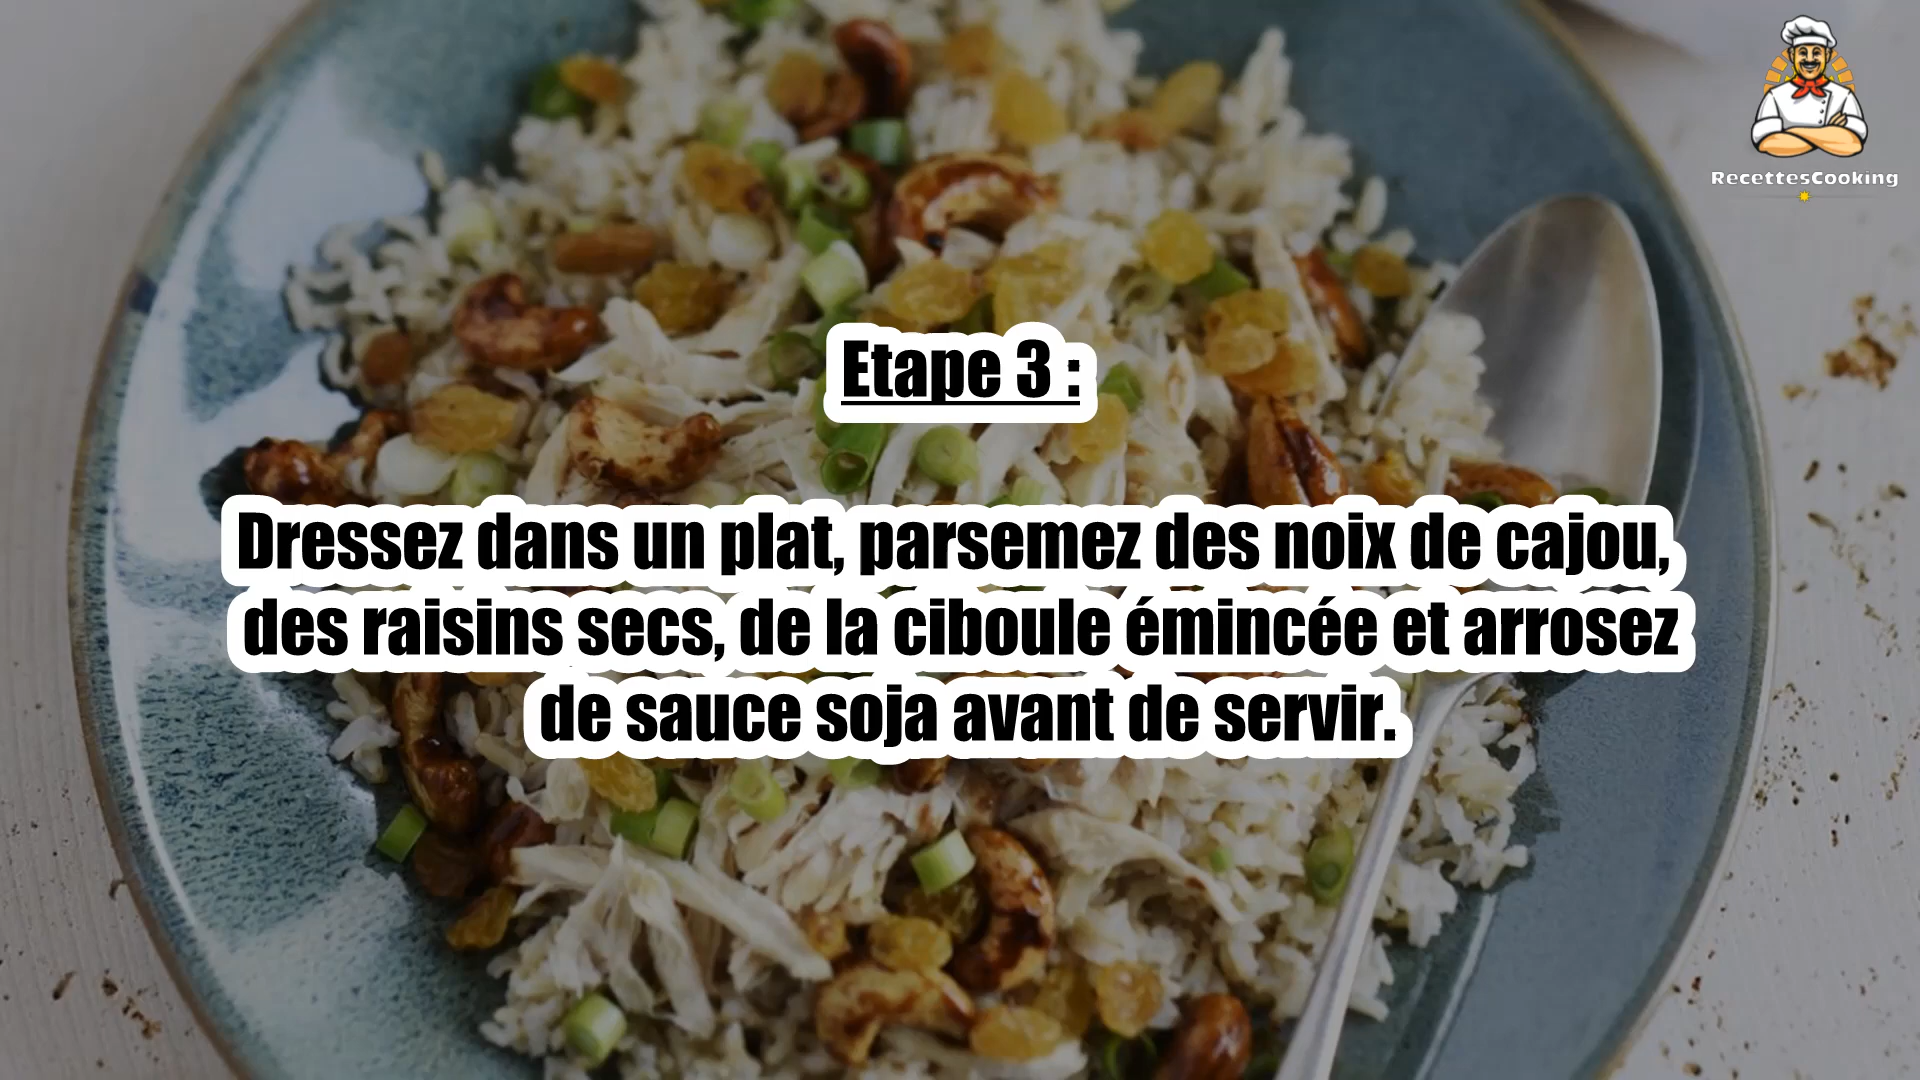 RecettesCooking
Etape 3 :
Dressez dans un plat, parsemez des noix de cajou,
des raisins secs, de la ciboule émincée et arrosez
de sauce soja avant de servir.